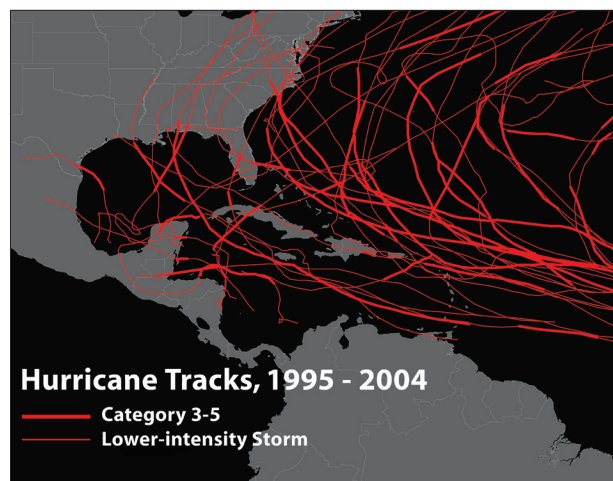 Hurricane Tracks, 1995 - 2004
Category 3-5
Lower-intensity Storm